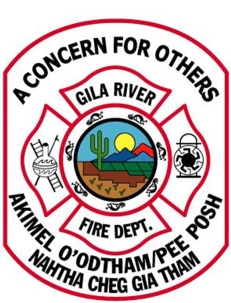 A CONCERN FOR OTHERS
GILA RIVER
FIRE DEPT.
AKIMEL O'ODTHAM/PEE POSH
NAHTHA CHEG GIA THAM